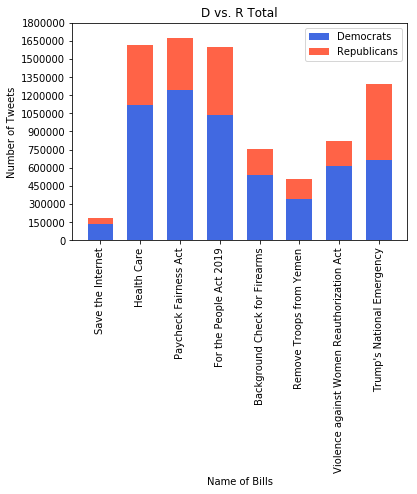 D vs. R Total
Number of Tweets
1800000
1650000
1500000
1350000
1200000
1050000
900000
750000
600000
450000
300000
150000
0
Democrats
Republicans
Save the Internet
Health Care
Paycheck Fairness Act
For the People Act 2019
Background Check for Firearms
Remove Troops from Yemen
Violence against Women Reauthorization Act
Trump's National Emergency
Name of Bills